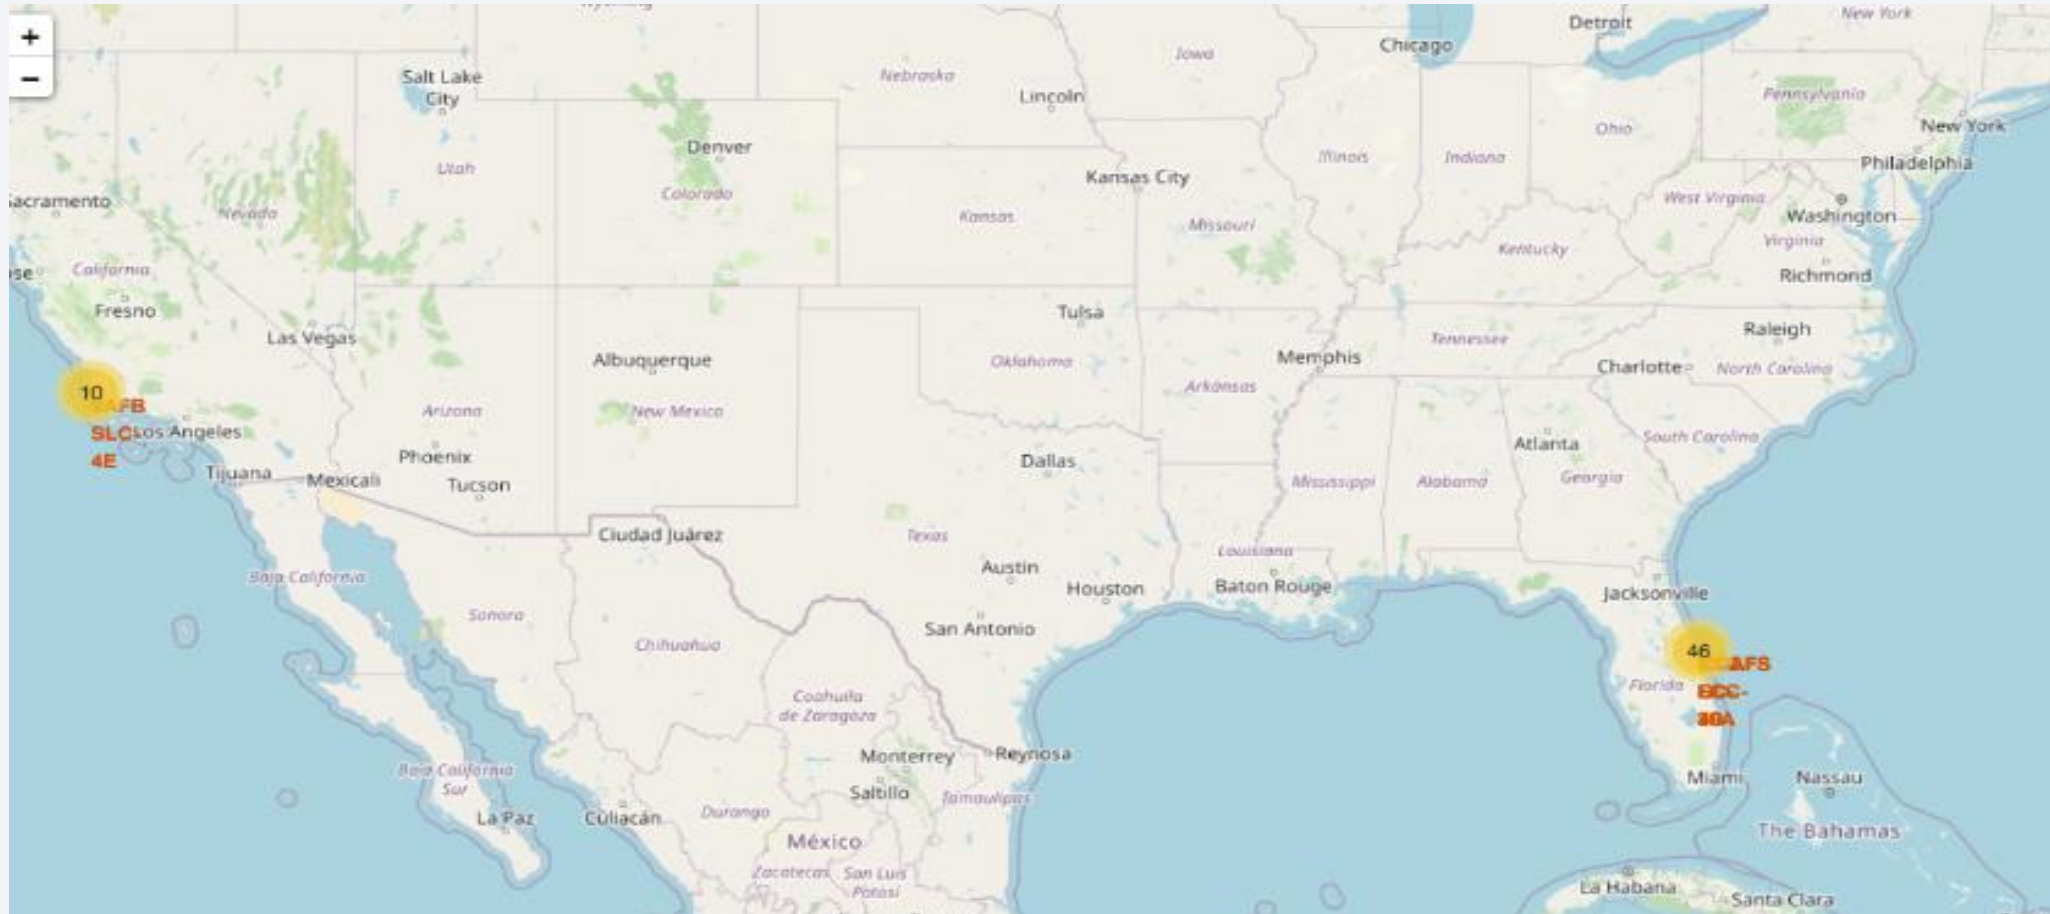 +
−
Wyoming
Detroit
New York
Chicago
Iowa
Salt Lake
City
Nebraska
Lincoln
Pennsylvania
New York
Ohio
Denver
Utah
Illinois
Indiana
Philadelphia
Kansas City
Colorado
West Virginia
Sacramento
Nevada
Kansas
Missouri
Washington
Virginia
Kentucky
California
Richmond
Fresno
Tulsa
Las Vegas
Raleigh
Tennessee
Albuquerque
Oklahoma
Memphis
Charlotte
North Carolina
Arkansas
10
AFB
Arizona
New Mexico
SLC-
Los Angeles
South Carolina
Atlanta
4E
Phoenix
Dallas
Tijuana
Mexicali
Tucson
Mississippi
Alabama
Georgia
Ciudad Juárez
Texas
Louisiana
Baja California
Austin
Houston
Baton Rouge
Jacksonville
Sonora
San Antonio
Chihuahua
46
AFS
Florida
Coahuila
de Zaragoza
Monterrey
Reynosa
Baja California
Sur
Miami
Nassau
Saltillo
Tamaulipas
La Paz
Culiacán
Durango
México
The Bahamas
Zacatecas
San Luis
Potosí
La Habana
Santa Clara